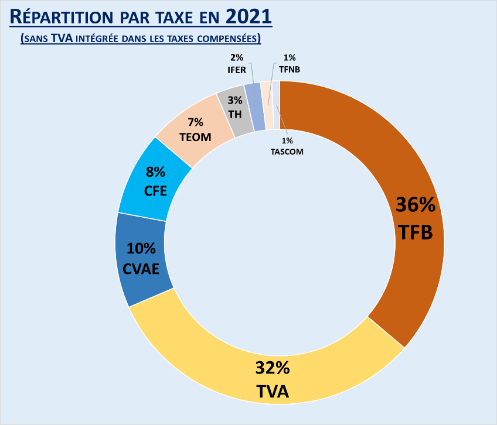 RÉPARTITION PAR TAXE EN 2021
(SANS TVA INTÉGRÉE DANS LES TAXES COMPENSÉES)
2%
IFER
1%
TFNB
3%
TH
7%
TEOM
1%
TASCOM
8%
CFE
36%
TFB
10%
CVAE
32%
TVA